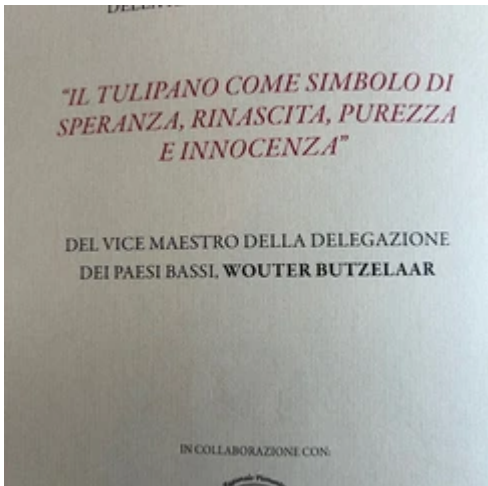 “IL TULIPANO COME SIMBOLO DI
SPERANZA, RINASCITA, PUREZZA
E INNOCENZA”
DEL VICE MAESTRO DELLA DELEGAZIONE
DEI PAESI BASSI, WOUTER BUTZELAAR
IN COLLABORAZIONE CON: